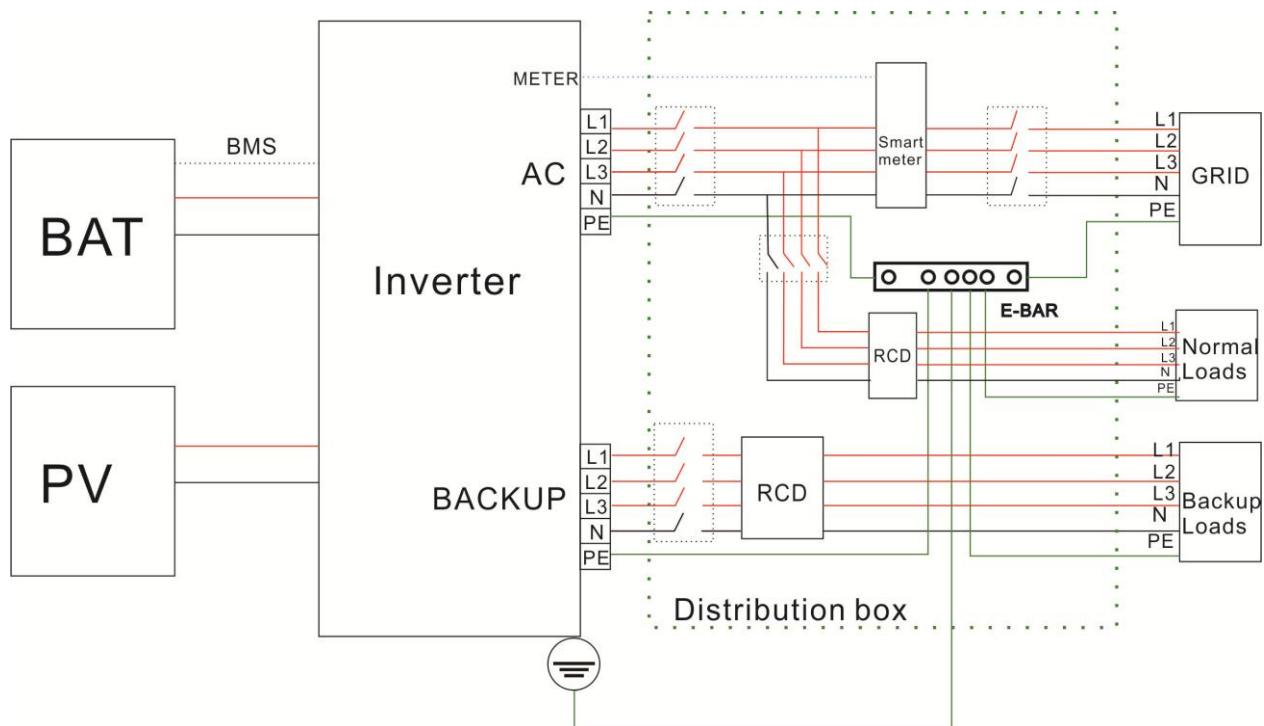 METER
L1
L2
L3
N
PE
AC
BMS
BAT
Inverter
Smart
meter
L1
L2
L3
N
PE
GRID
E-BAR
RCD
L1
L2
L3
N
PE
Normal
Loads
PV
BACKUP
L1
L2
L3
N
PE
RCD
L1
L2
L3
N
PE
Backup
Loads
Distribution box